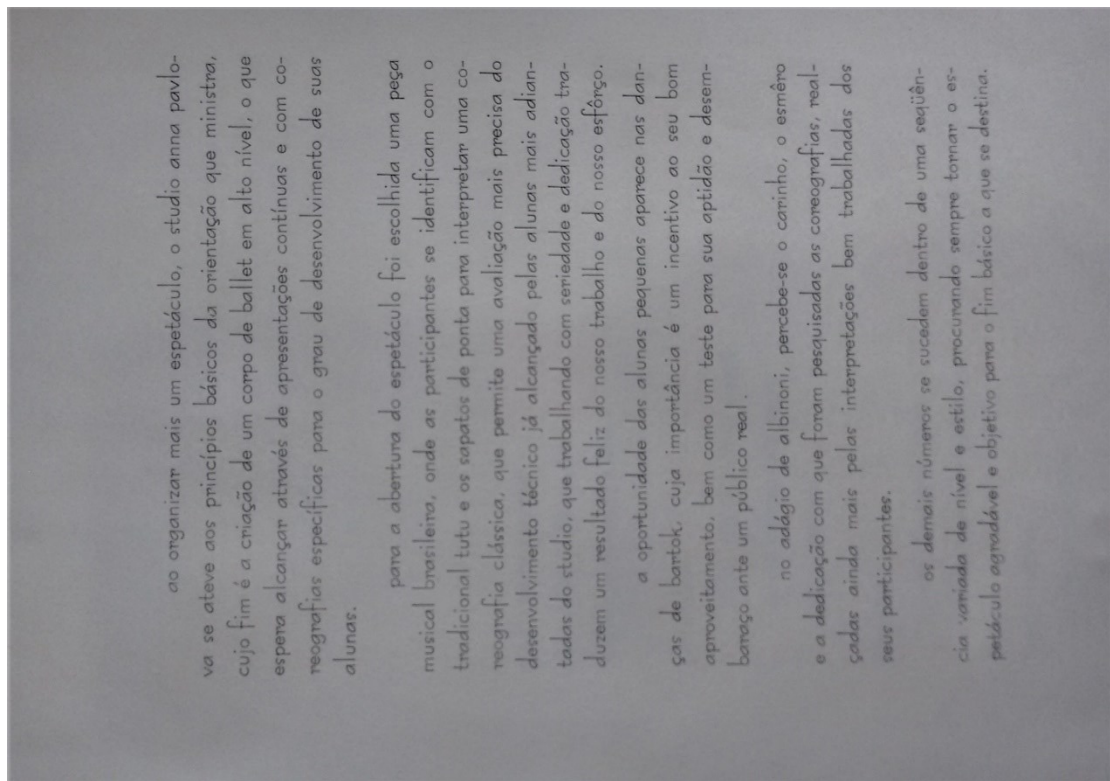 ao organizar mais um espetáculo, o studio anna pavlo-
va se ateve aos princípios básicos da orientação que ministra,
cujo fim é a criação de um corpo de ballet em alto nível, o que
espera alcançar através de apresentações contínuas e com co-
reografias específicas para o grau de desenvolvimento de suas
alunas.
para a abertura do espetáculo foi escolhida uma peça
musical brasileira, onde as participantes se identificam com o
tradicional tutu e os sapatos de ponta para interpretar uma co-
reografia clássica, que permite uma avaliação mais precisa do
desenvolvimento técnico já alcançado pelas alunas mais adian-
tadas do studio, que trabalhando com seriedade e dedicação tra-
duzem um resultado feliz do nosso trabalho e do nosso esfôrço.
a oportunidade das alunas pequenas aparece nas dan-
ças de bartok, cuja importância é um incentivo ao seu bom
aproveitamento, bem como um teste para sua aptidão e desem-
baraço ante um público real.
no adágio de albinoni, percebe-se o carinho, o esmêro
e a dedicação com que foram pesquisadas as coreografias, real-
çadas ainda mais pelas interpretações bem trabalhadas dos
seus participantes.
os demais números se sucedem dentro de uma seqüên-
cia variada de nível e estilo, procurando sempre tornar o es-
petáculo agradável e objetivo para o fim básico a que se destina.